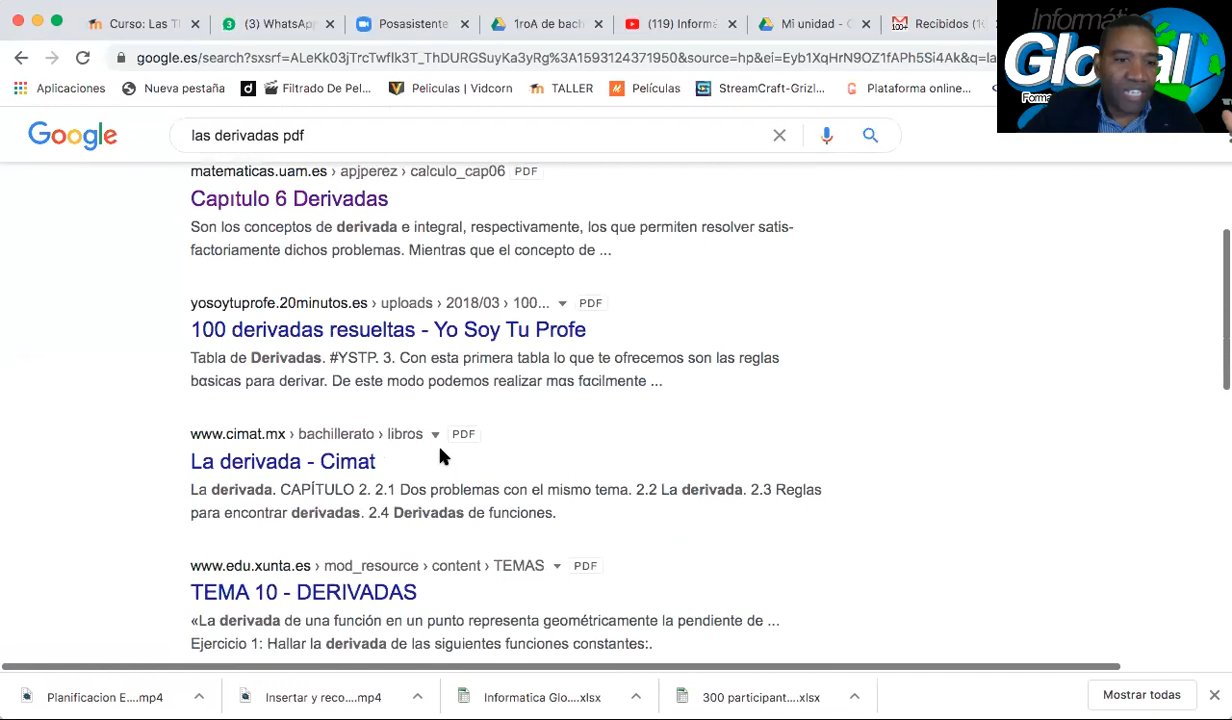 Curso: Las T
(3) WhatsApp
Posasistente
1roA de bach
(119) Informá
Mi unidad - G
Recibidos (1
google.es/search?sxsrf=ALeKk03jTrcTwfIk3T_ThDURGSuyKa3yRg%3A1593124371950&source=hp&ei=Eyb1XqHrN9OZ1fAPh5Si4Ak&q=la
Aplicaciones
Nueva pestaña
Filtrado De Pel...
Peliculas | Vidcorn
TALLER
Películas
StreamCraft-Grizl...
Plataforma online...
Informática
Global
Google
las derivadas pdf
matematicas.uam.es › apjperez › calculo_cap06 PDF
Capıtulo 6 Derivadas
Son los conceptos de derivada e integral, respectivamente, los que permiten resolver satis-
factoriamente dichos problemas. Mientras que el concepto de ...
yosoytuprofe.20minutos.es › uploads › 2018/03 › 100... PDF
100 derivadas resueltas - Yo Soy Tu Profe
Tabla de Derivadas. #YSTP. 3. Con esta primera tabla lo que te ofrecemos son las reglas
bαsicas pαra derivar. De este modo podemos realizar mαs fαcilmente ...
www.cimat.mx › bachillerato › libros PDF
La derivada - Cimat
La derivada. CAPÍTULO 2. 2.1 Dos problemas con el mismo tema. 2.2 La derivada. 2.3 Reglas
para encontrar derivadas. 2.4 Derivadas de funciones.
www.edu.xunta.es › mod_resource › content › TEMAS PDF
TEMA 10 - DERIVADAS
«La derivada de una función en un punto representa geométricamente la pendiente de ...
Ejercicio 1: Hallar la derivada de las siguientes funciones constantes:.
Planificacion E....mp4
Insertar y reco....mp4
Informatica Glo....xlsx
300 participant....xlsx
Mostrar todas